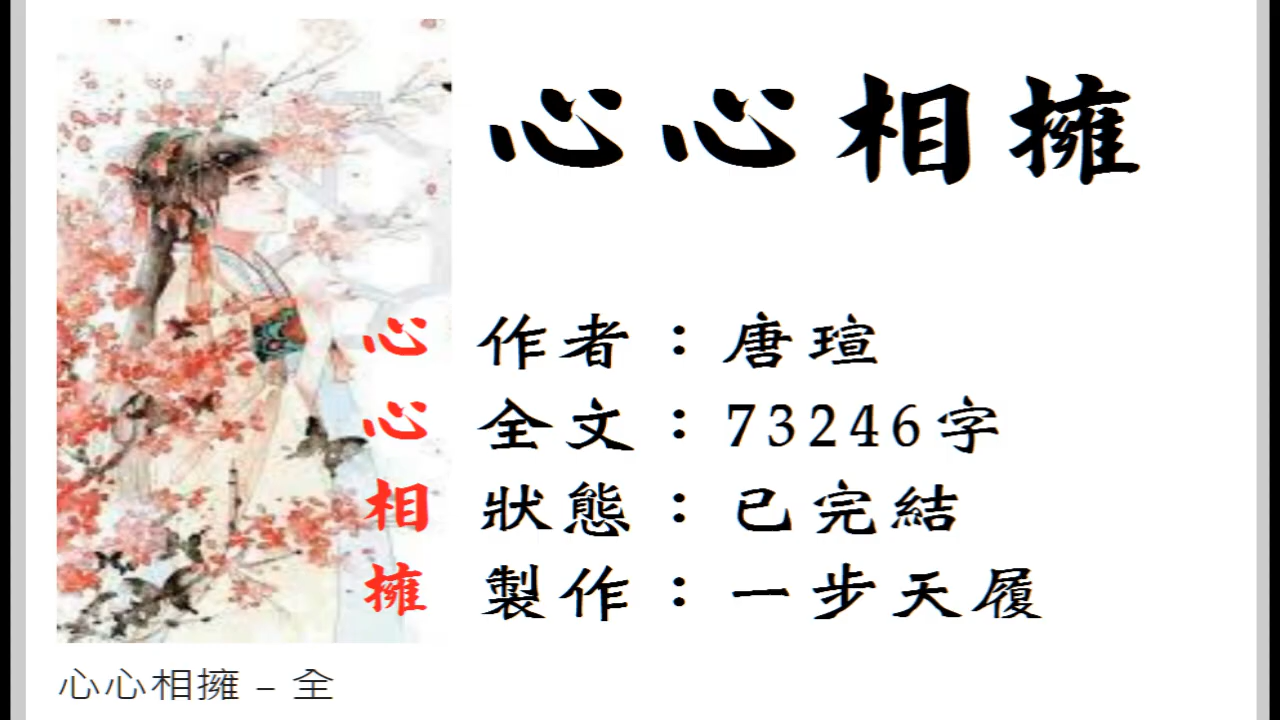 心心相擁
心心相擁
作者：唐瑄
全文：73246字
狀態：已完結
製作：一步天履
心心相擁 – 全